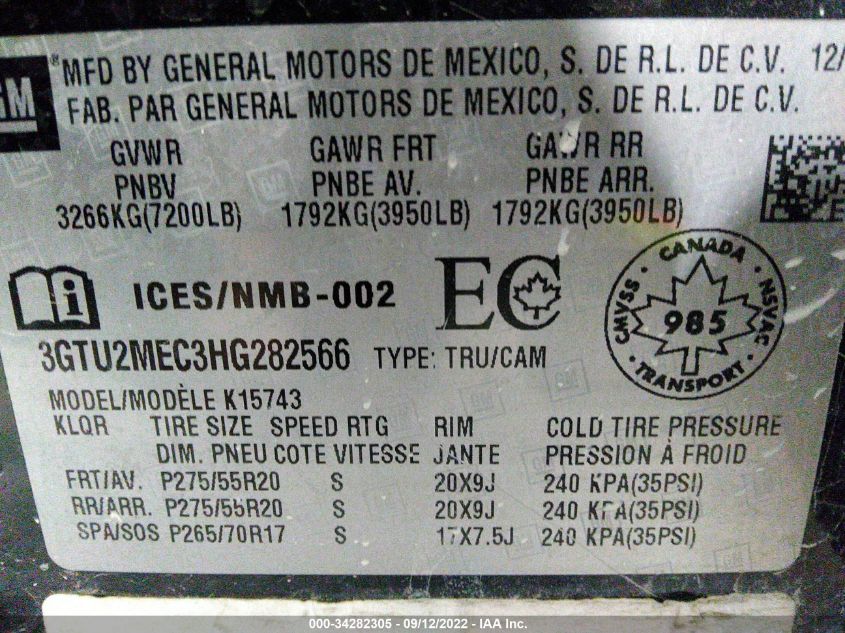 GM
®MFD BY GENERAL MOTORS DE MEXICO, S. DE R.L. DE C.V. 12/
FAB. PAR GENERAL MOTORS DE MEXICO, S. DE R.L. DE C.V.
GVWR GAWR FRT GAWR RR
PNBV PNBE AV. PNBE ARR.
3266KG(7200LB) 1792KG(3950LB) 1792KG(3950LB)
ICES/NMB-002 EC
CANADA
CMVSS · 985 · NSVAC
TRANSPORT
3GTU2MEC3HG282566 TYPE: TRU/CAM
MODEL/MODÈLE K15743
KLQR TIRE SIZE SPEED RTG RIM COLD TIRE PRESSURE
DIM. PNEU COTE VITESSE JANTE PRESSION À FROID
FRT/AV. P275/55R20 S 20X9J 240 KPA(35PSI)
RR/ARR. P275/55R20 S 20X9J 240 KPA(35PSI)
SPA/SOS P265/70R17 S 17X7.5J 240 KPA(35PSI)
000-34282305 - 09/12/2022 - IAA Inc.